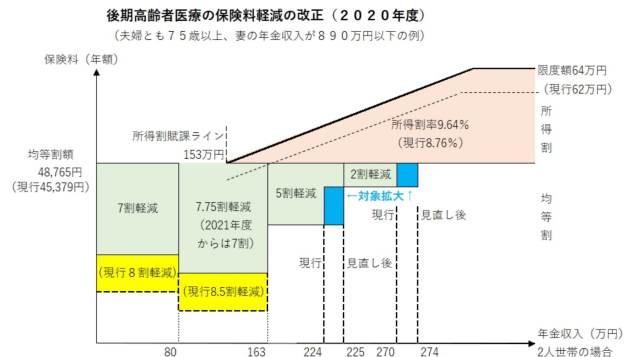 後期高齢者医療の保険料軽減の改正（２０２０年度）
（夫婦とも７５歳以上、妻の年金収入が８９０万円以下の例）
保険料（年額）
限度額64万円
（現行62万円）
所得割賦課ライン
153万円
所得割率9.64%
（現行8.76%）
所得割
均等割額
48,765円
（現行45,379円）
7割軽減
7.75割軽減
（2021年度
からは7割）
5割軽減
2割軽減
←対象拡大↑
均等割
現行
見直し後
現行
見直し後
（現行８割軽減）
（現行8.5割軽減）
80
163
224
225
270
274
年金収入（万円）
2人世帯の場合